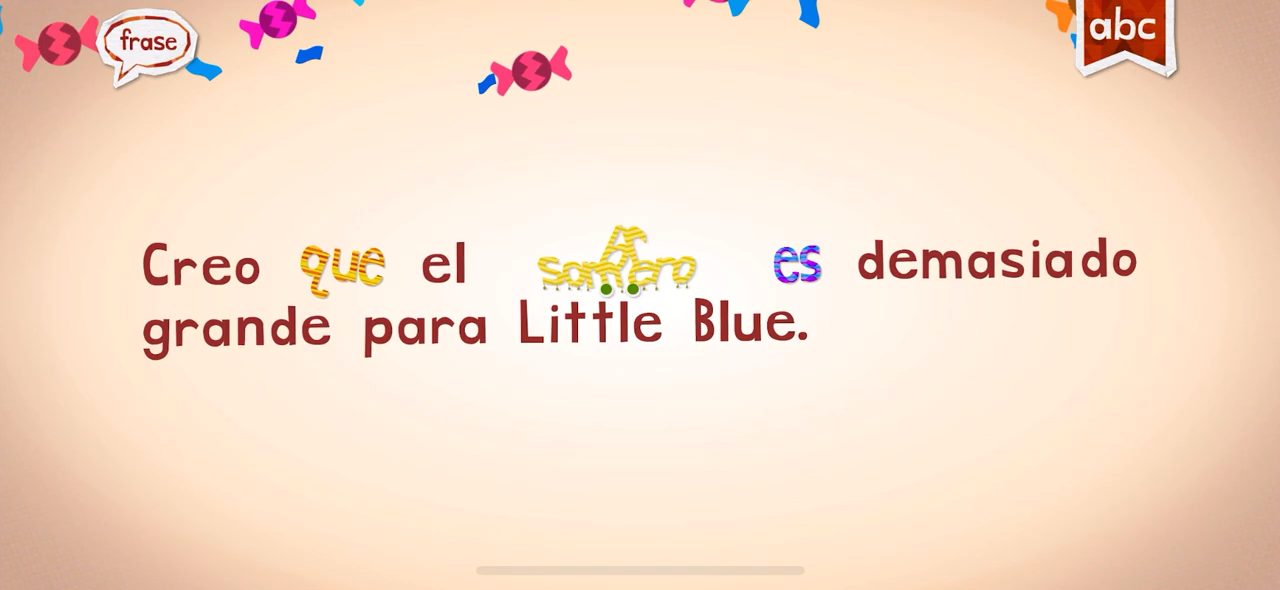 frase
abc
Creo que el sombrero es demasiado
grande para Little Blue.